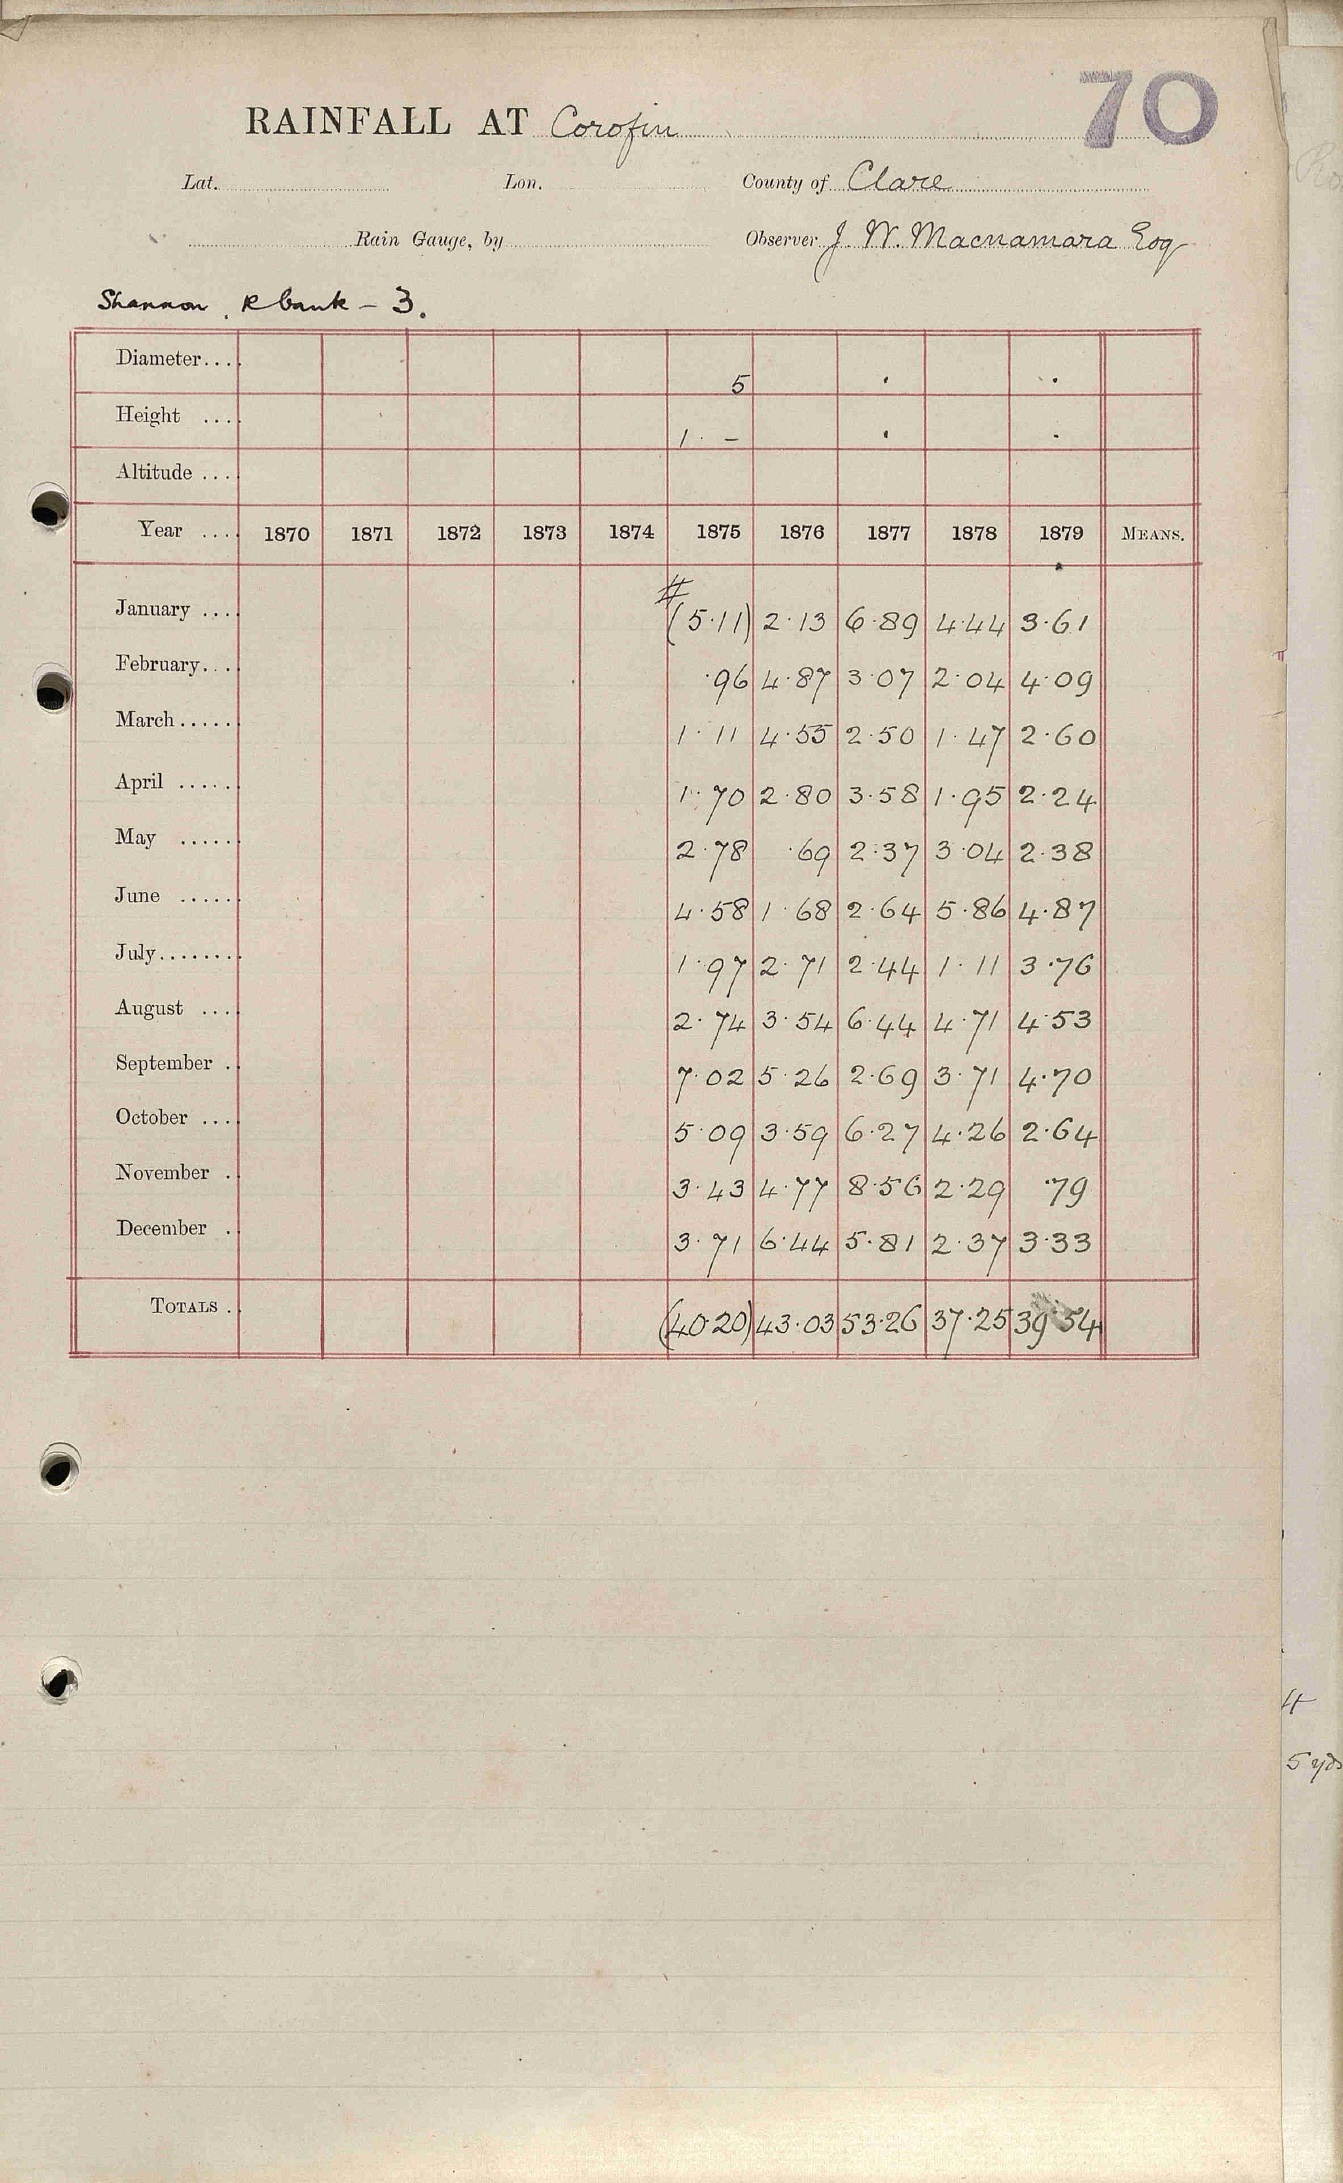 70
RAINFALL AT Corofin
Lat. Lon. County of Clare
Rain Gauge, by Observer J. W. Macnamara Esq
Shannon. R bank - 3.
Diameter.... 5 . .
Height .... 1 . - . .
Altitude ...
Year ... 1870 1871 1872 1873 1874 1875 1876 1877 1878 1879 MEANS.
#
January .... (5.11) 2.13 6.89 4.44 3.61
February.... .96 4.87 3.07 2.04 4.09
March...... 1.11 4.55 2.50 1.47 2.60
April ...... 1.70 2.80 3.58 1.95 2.24
May ...... 2.78 .69 2.37 3.04 2.38
June ...... 4.58 1.68 2.64 5.86 4.87
July........ 1.97 2.71 2.44 1.11 3.76
August .... 2.74 3.54 6.44 4.71 4.53
September .. 7.02 5.26 2.69 3.71 4.70
October .... 5.09 3.59 6.27 4.26 2.64
November .. 3.43 4.77 8.56 2.29 .79
December .. 3.71 6.44 5.81 2.37 3.33
TOTALS .. (40.20) 43.03 53.26 37.25 39.54
4
5 yds